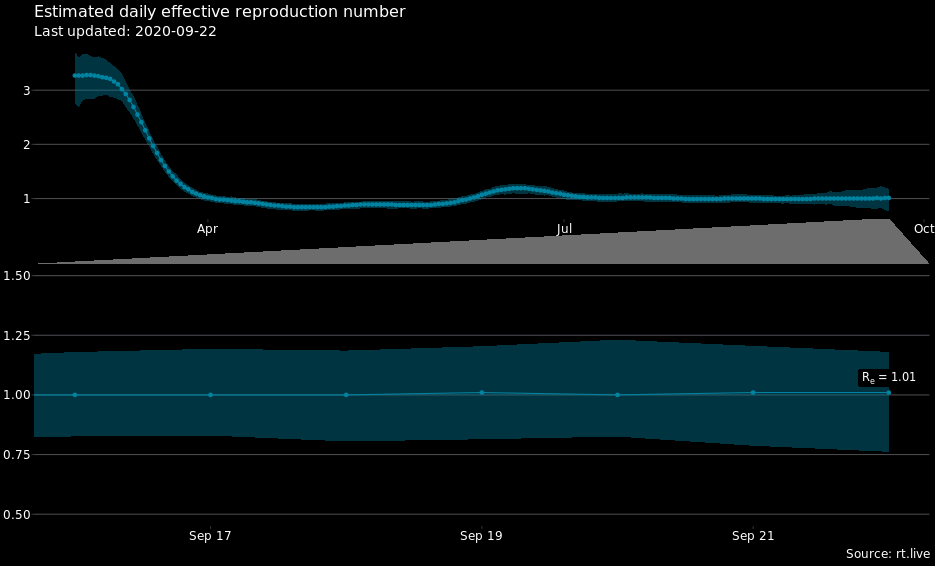 Estimated daily effective reproduction number
Last updated: 2020-09-22
3
2
1
Apr
Jul
Oct
1.50
1.25
1.00
0.75
0.50
Re = 1.01
Sep 17
Sep 19
Sep 21
Source: rt.live